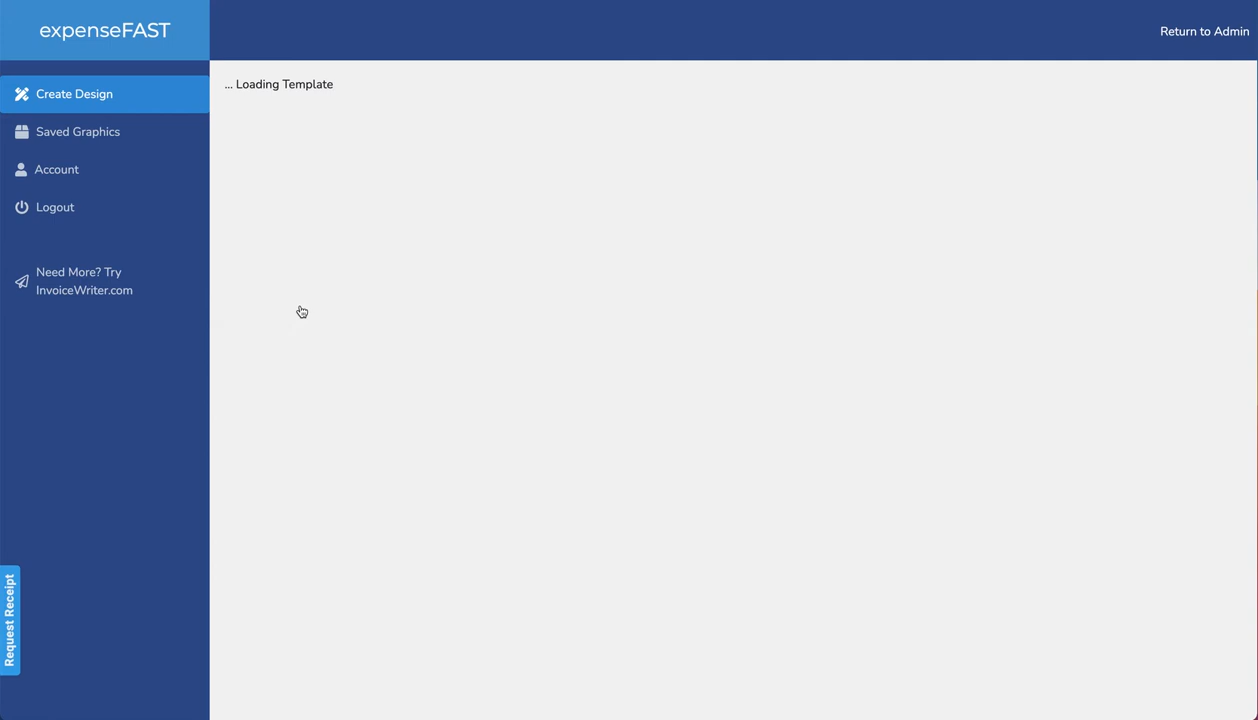 expenseFAST
Return to Admin
Create Design
Saved Graphics
Account
Logout
Need More? Try
InvoiceWriter.com
... Loading Template
Request Receipt